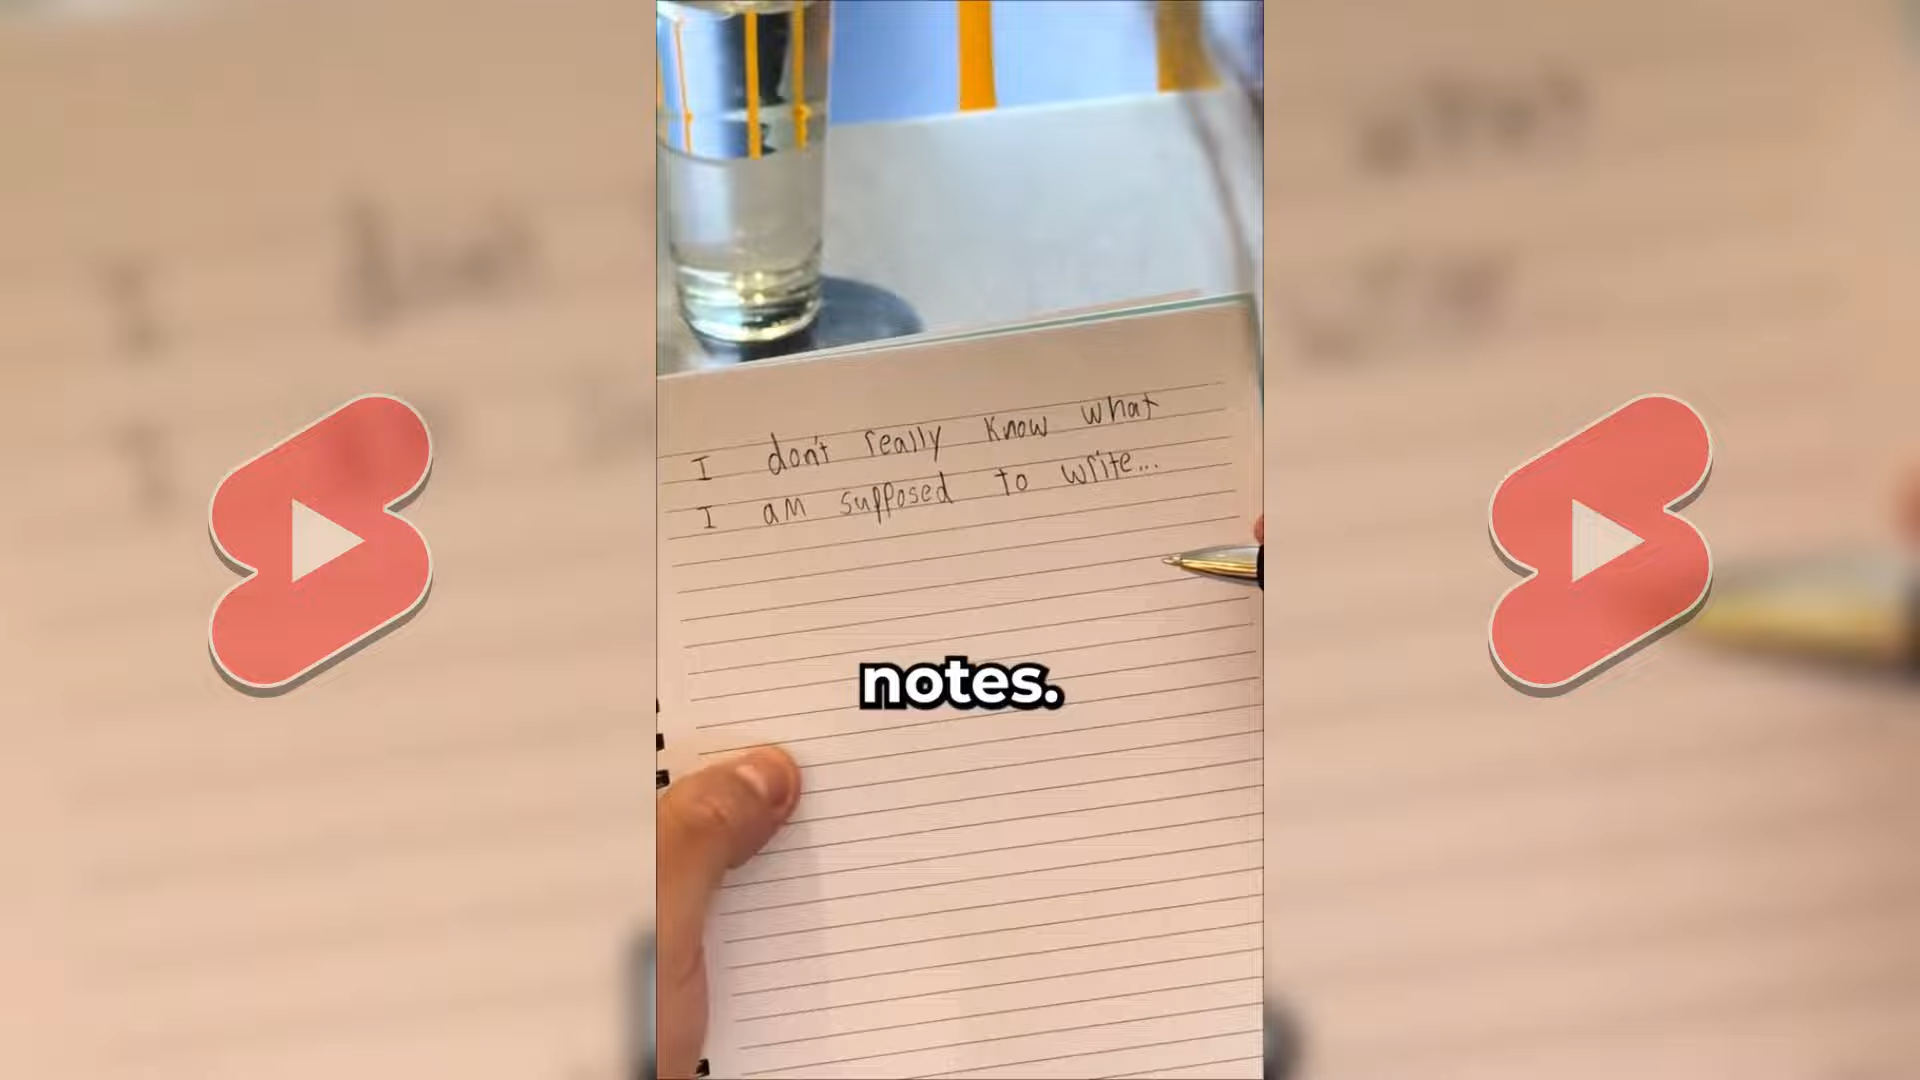 I don't really know what
I am supposed to write...
notes.